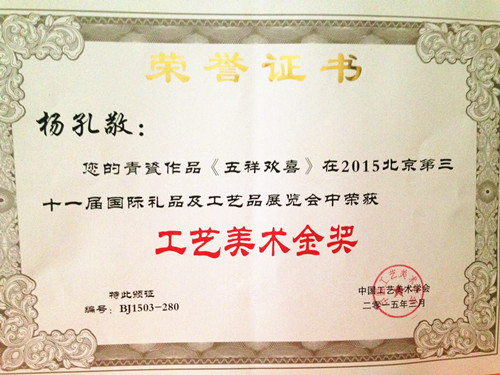 荣誉证书
杨孔敬：
您的青瓷作品《五祥欢喜》在2015北京第三
十一届国际礼品及工艺品展览会中荣获
工艺美术金奖
特此颁证
编号：BJ1503-280
中国工艺美术学会
二零一五年三月